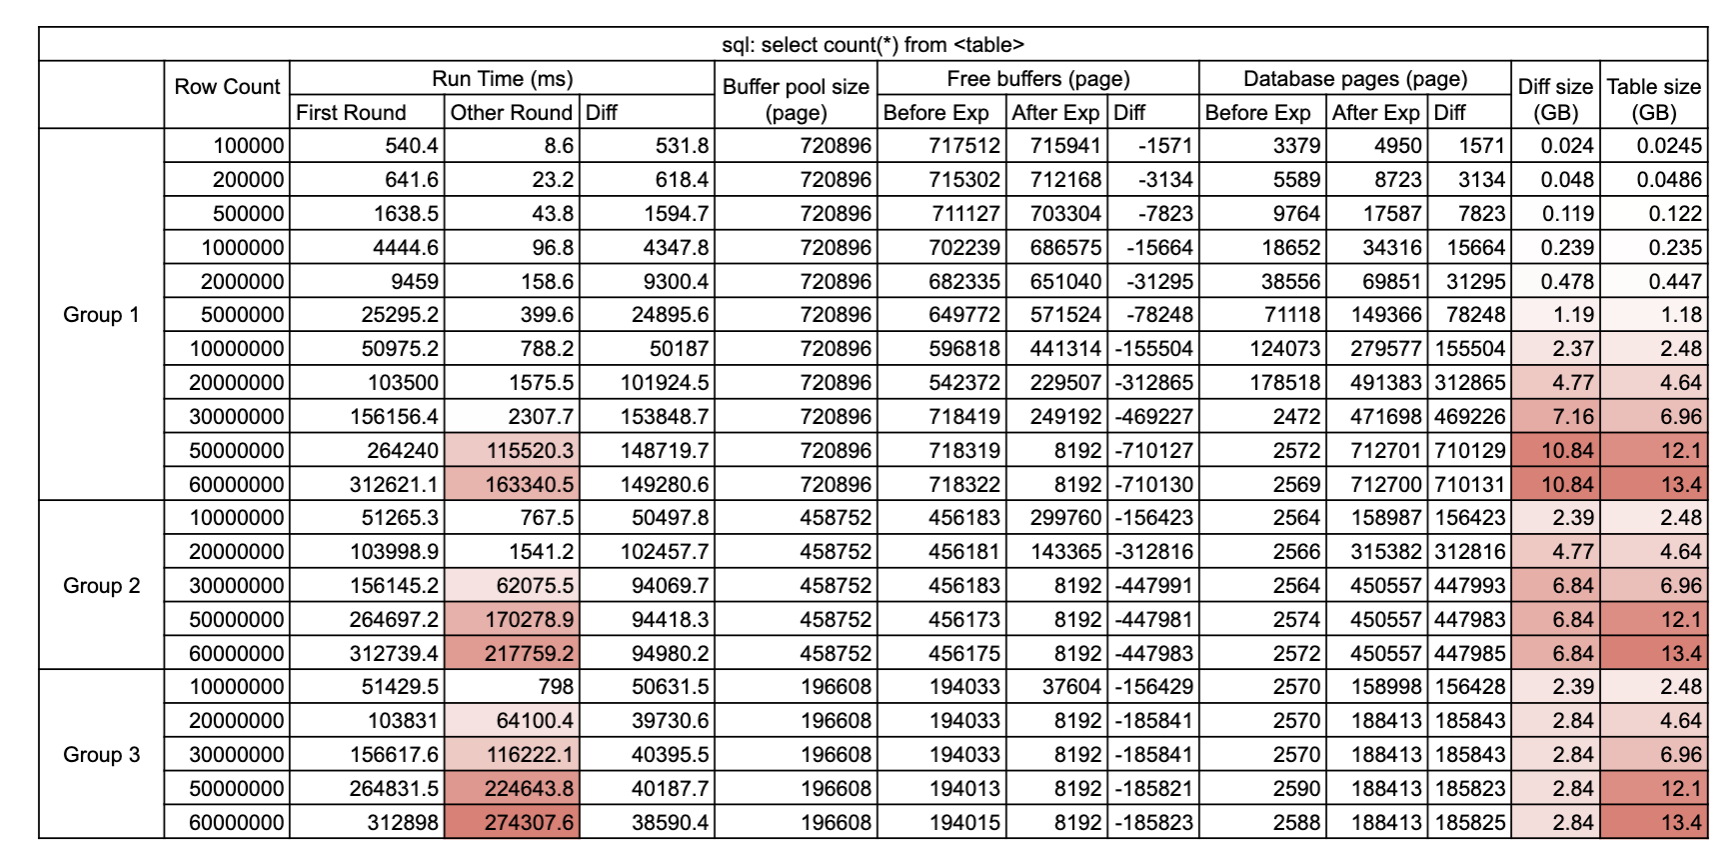 sql: select count(*) from <table>
Row Count Run Time (ms) Buffer pool size (page) Free buffers (page) Database pages (page) Diff size (GB) Table size (GB)
First Round Other Round Diff Before Exp After Exp Diff Before Exp After Exp Diff
Group 1
100000 540.4 8.6 531.8 720896 717512 715941 -1571 3379 4950 1571 0.024 0.0245
200000 641.6 23.2 618.4 720896 715302 712168 -3134 5589 8723 3134 0.048 0.0486
500000 1638.5 43.8 1594.7 720896 711127 703304 -7823 9764 17587 7823 0.119 0.122
1000000 4444.6 96.8 4347.8 720896 702239 686575 -15664 18652 34316 15664 0.239 0.235
2000000 9459 158.6 9300.4 720896 682335 651040 -31295 38556 69851 31295 0.478 0.447
5000000 25295.2 399.6 24895.6 720896 649772 571524 -78248 71118 149366 78248 1.19 1.18
10000000 50975.2 788.2 50187 720896 596818 441314 -155504 124073 279577 155504 2.37 2.48
20000000 103500 1575.5 101924.5 720896 542372 229507 -312865 178518 491383 312865 4.77 4.64
30000000 156156.4 2307.7 153848.7 720896 718419 249192 -469227 2472 471698 469226 7.16 6.96
50000000 264240 115520.3 148719.7 720896 718319 8192 -710127 2572 712701 710129 10.84 12.1
60000000 312621.1 163340.5 149280.6 720896 718322 8192 -710130 2569 712700 710131 10.84 13.4
Group 2
10000000 51265.3 767.5 50497.8 458752 456183 299760 -156423 2564 158987 156423 2.39 2.48
20000000 103998.9 1541.2 102457.7 458752 456181 143365 -312816 2566 315382 312816 4.77 4.64
30000000 156145.2 62075.5 94069.7 458752 456183 8192 -447991 2564 450557 447993 6.84 6.96
50000000 264697.2 170278.9 94418.3 458752 456173 8192 -447981 2574 450557 447983 6.84 12.1
60000000 312739.4 217759.2 94980.2 458752 456175 8192 -447983 2572 450557 447985 6.84 13.4
Group 3
10000000 51429.5 798 50631.5 196608 194033 37604 -156429 2570 158998 156428 2.39 2.48
20000000 103831 64100.4 39730.6 196608 194033 8192 -185841 2570 188413 185843 2.84 4.64
30000000 156617.6 116222.1 40395.5 196608 194033 8192 -185841 2570 188413 185843 2.84 6.96
50000000 264831.5 224643.8 40187.7 196608 194013 8192 -185821 2590 188413 185823 2.84 12.1
60000000 312898 274307.6 38590.4 196608 194015 8192 -185823 2588 188413 185825 2.84 13.4